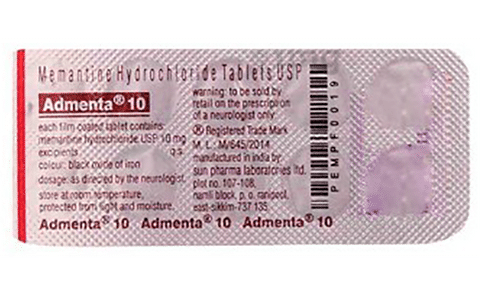 Memantine Hydrochloride Tablets USP
Admenta® 10
each film coated tablet contains:
memantine hydrochloride USP 10 mg
excipients q.s.
colour: black oxide of iron
dosage: as directed by the neurologist.
store at room temperature,
protected from light and moisture.
warning: to be sold by
retail on the prescription
of a neurologist only.
® Registered Trade Mark
M. L.: M/645/2014
manufactured in india by:
sun pharma laboratories ltd.
plot no. 107-108,
namli block, p. o. ranipool,
east-sikkim-737 135
Admenta® 10 Admenta® 10 Admenta® 10
PEMPF0019